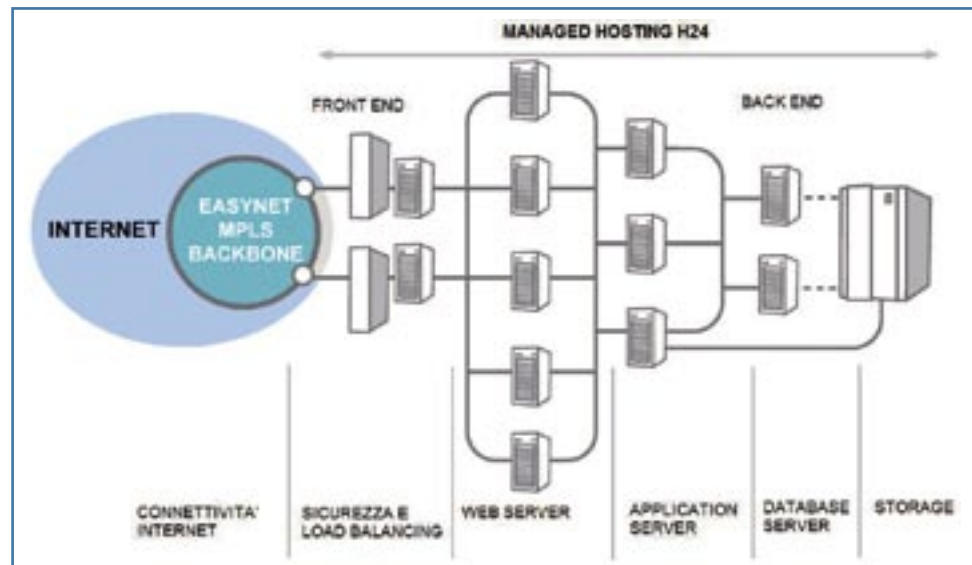 MANAGED HOSTING H24
FRONT END
BACK END
INTERNET
EASYNET
MPLS
BACKBONE
CONNETTIVITA'
INTERNET
SICUREZZA E
LOAD BALANCING
WEB SERVER
APPLICATION
SERVER
DATABASE
SERVER
STORAGE